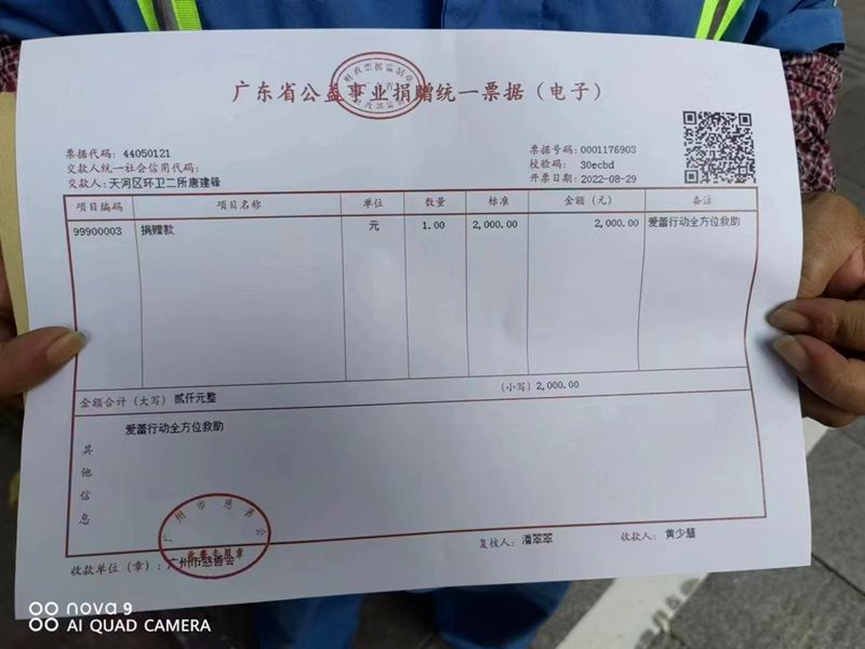 广东省公益事业捐赠统一票据（电子）
票据代码：44050121
票据号码：0001176903
交款人统一社会信用代码：
校验码：30ecbd
交款人：天河区环卫二所唐建锋
开票日期：2022-08-29
项目编码 项目名称 单位 数量 标准 金额（元） 备注
99900003 捐赠款 元 1.00 2,000.00 2,000.00 爱蕾行动全方位救助
金额合计（大写）贰仟元整 （小写）2,000.00
爱蕾行动全方位救助
其他信息
广州市慈善会
收款单位（章）：广州市慈善会 复核人：潘翠翠 收款人：黄少慧
nova 9
AI QUAD CAMERA